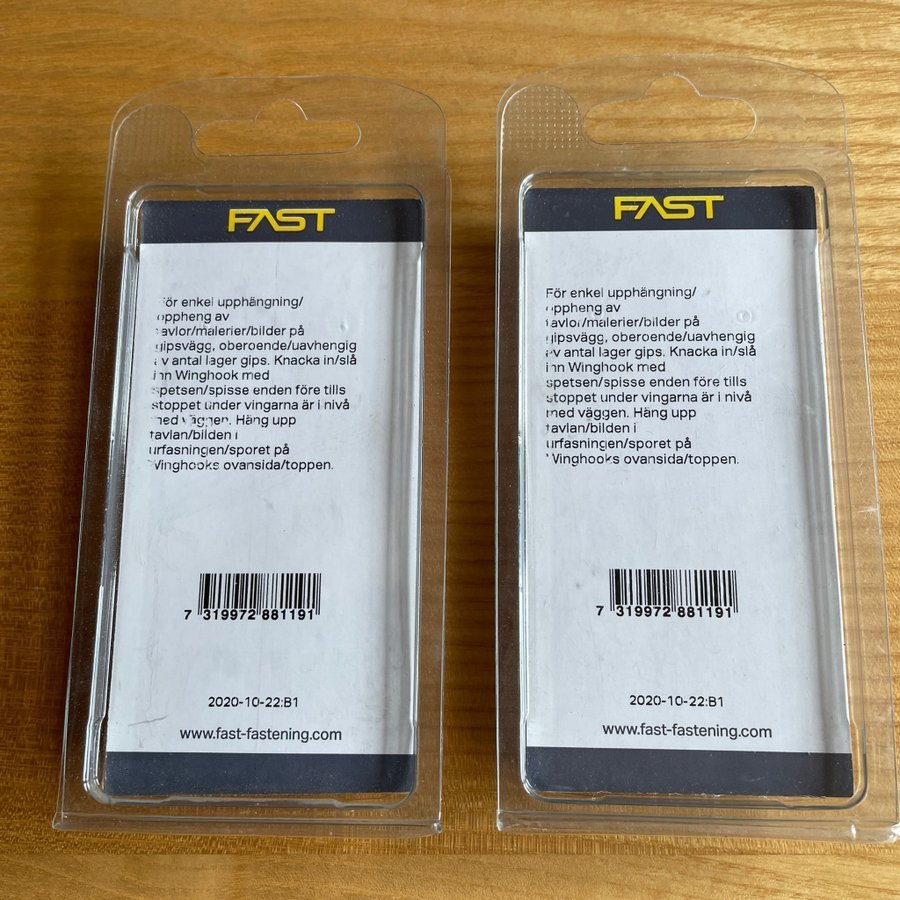 FAST
För enkel upphängning/
oppheng av
tavlor/malerier/bilder på
gipsvägg, oberoende/uavhengig
av antal lager gips. Knacka in/slå
inn Winghook med
spetsen/spisse enden före tills
stoppet under vingarna är i nivå
med väggen. Häng upp
tavlan/bilden i
urfasningen/sporet på
Winghooks ovansida/toppen.
7 319972 881191
2020-10-22:B1
www.fast-fastening.com
FAST
För enkel upphängning/
oppheng av
tavlor/malerier/bilder på
gipsvägg, oberoende/uavhengig
av antal lager gips. Knacka in/slå
inn Winghook med
spetsen/spisse enden före tills
stoppet under vingarna är i nivå
med väggen. Häng upp
tavlan/bilden i
urfasningen/sporet på
Winghooks ovansida/toppen.
7 319972 881191
2020-10-22:B1
www.fast-fastening.com